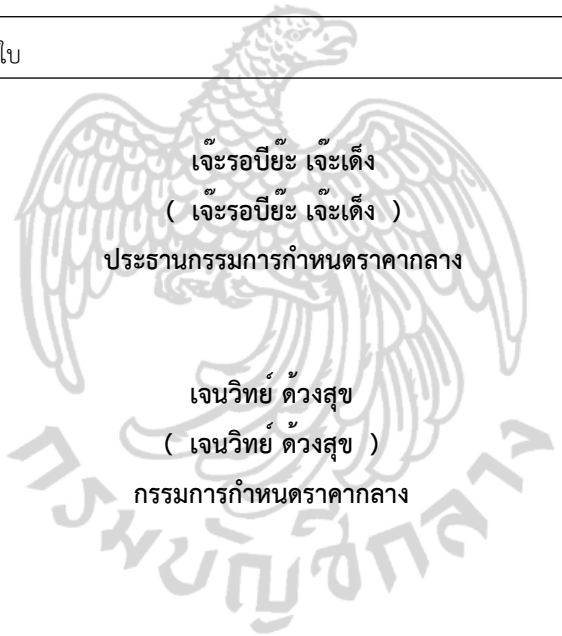 ใบ
เจ๊ะรอบีย๊ะ เจ๊ะเด็ง
( เจ๊ะรอบีย๊ะ เจ๊ะเด็ง )
ประธานกรรมการกำหนดราคากลาง
เจนวิทย์ ด้วงสุข
( เจนวิทย์ ด้วงสุข )
กรรมการกำหนดราคากลาง
กรมบัญชีกลาง